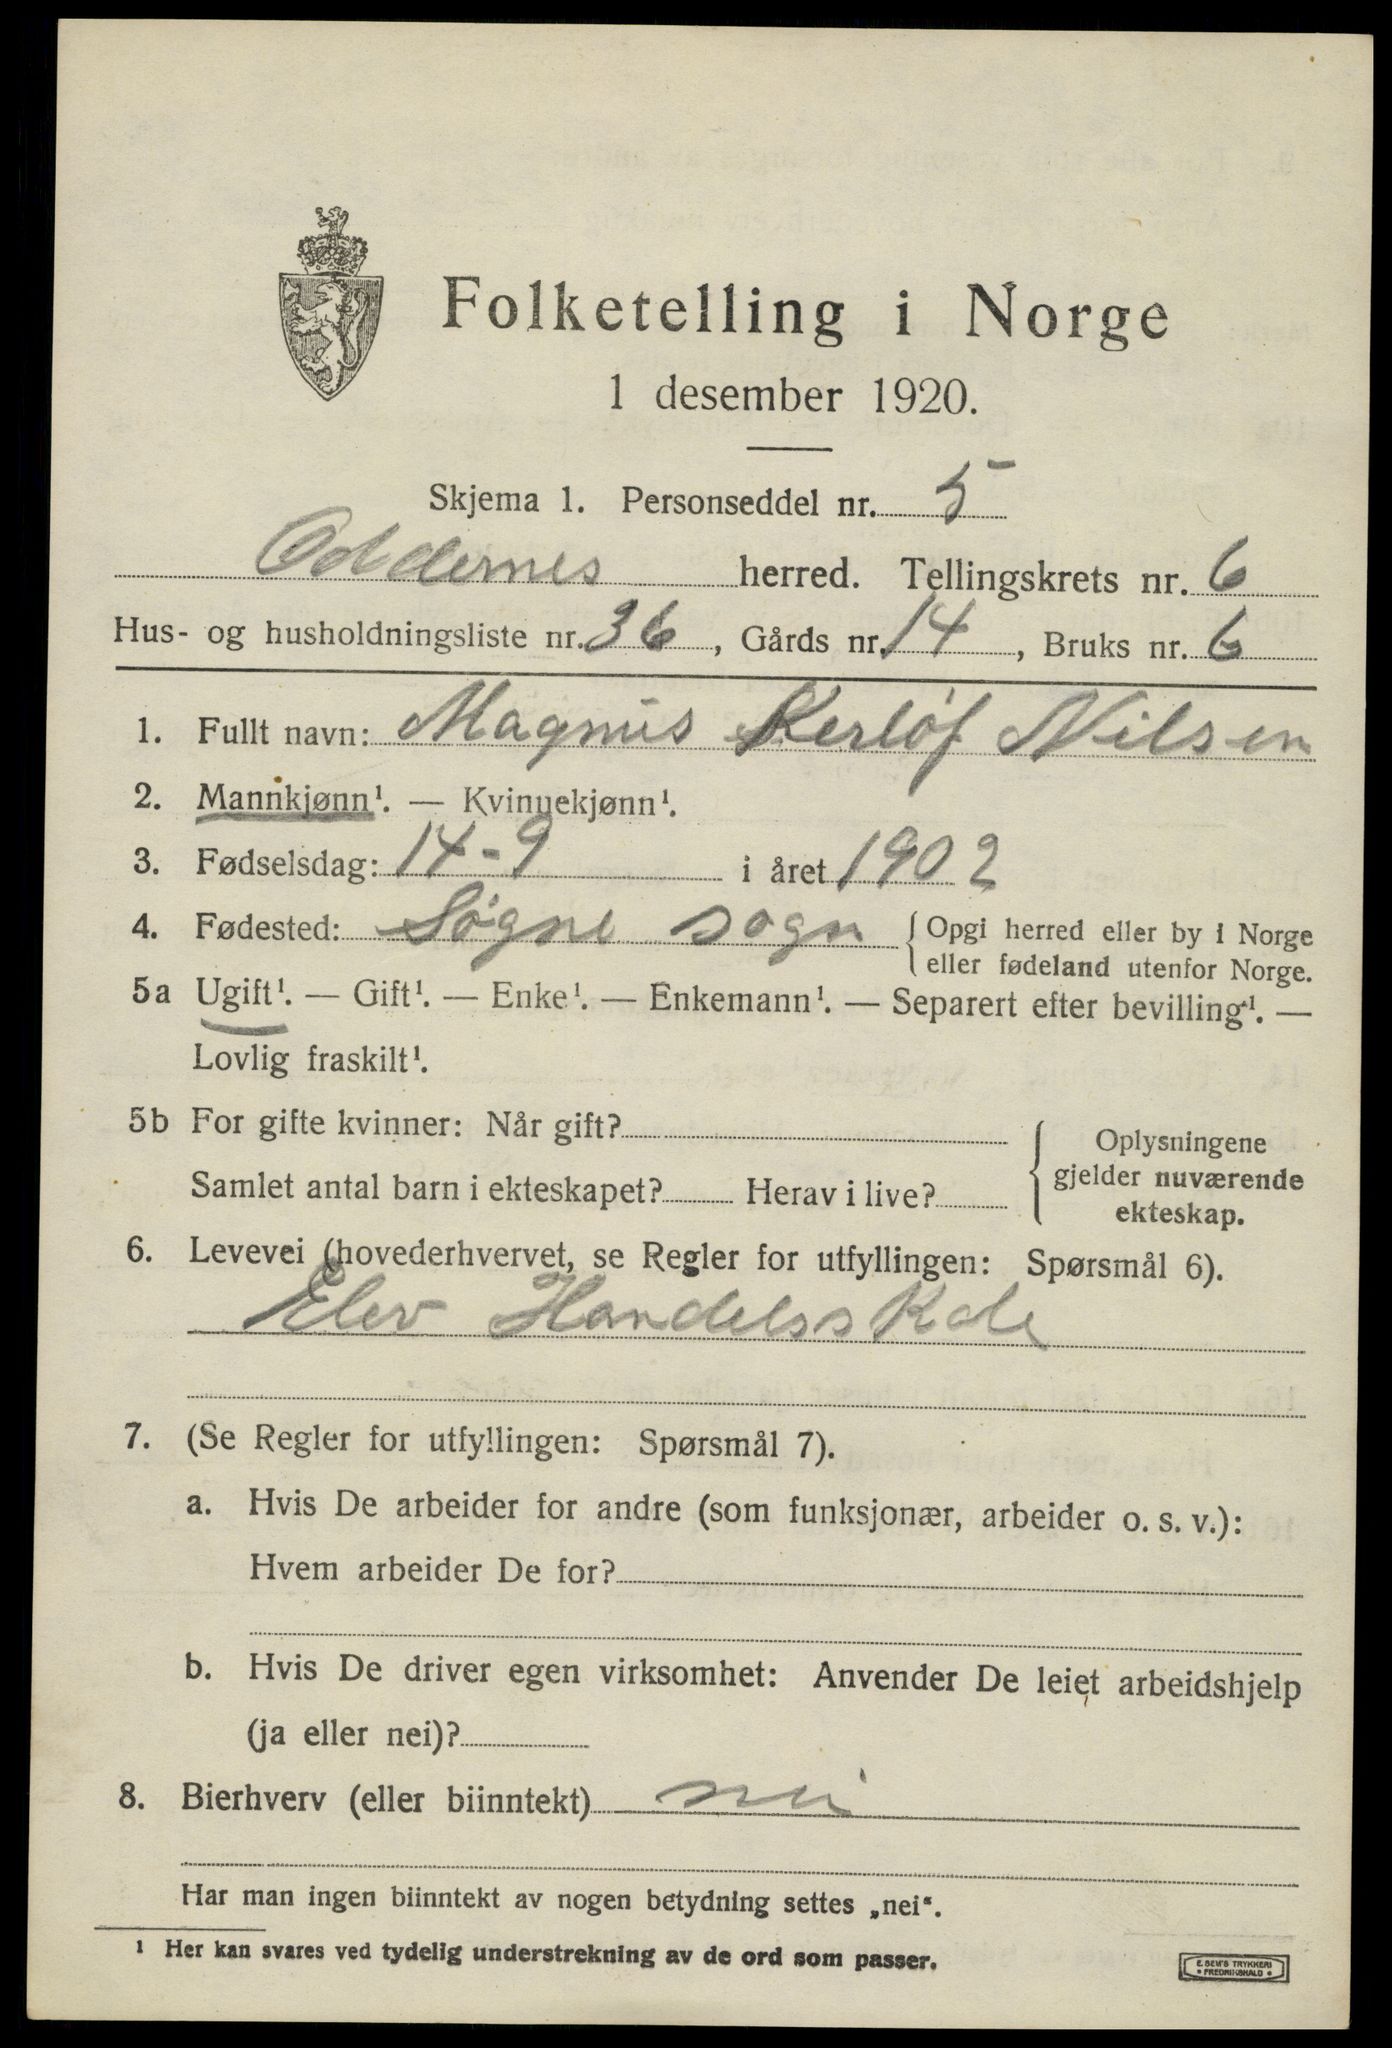 Folketelling i Norge
1 desember 1920.
Skjema 1. Personseddel nr. 5
Oddernes herred. Tellingskrets nr. 6
Hus- og husholdningsliste nr. 36, Gårds nr. 14, Bruks nr. 6
1. Fullt navn: Magnus Kerlof Nilsen
2. Mannkjønn¹. — Kvinnekjønn¹.
3. Fødselsdag: 14-9 i året 1902
4. Fødested: Søgne sogn { Opgi herred eller by i Norge
eller fødeland utenfor Norge.
5a Ugift¹. — Gift¹. — Enke¹. — Enkemann¹. — Separert efter bevilling¹. —
Lovlig fraskilt¹.
5b For gifte kvinner: Når gift?
Samlet antal barn i ekteskapet? Herav i live?
{ Oplysningene
gjelder nuværende
ekteskap.
6. Levevei (hovederhvervet, se Regler for utfyllingen: Spørsmål 6).
Elev Handelsskole
7. (Se Regler for utfyllingen: Spørsmål 7).
a. Hvis De arbeider for andre (som funksjonær, arbeider o. s. v.):
Hvem arbeider De for?
b. Hvis De driver egen virksomhet: Anvender De leiet arbeidshjelp
(ja eller nei)?
8. Bierhverv (eller biinntekt) nei
Har man ingen biinntekt av nogen betydning settes „nei“.
¹ Her kan svares ved tydelig understrekning av de ord som passer.
E. SEM'S TRYKKERI
• FREDRIKSHALD •